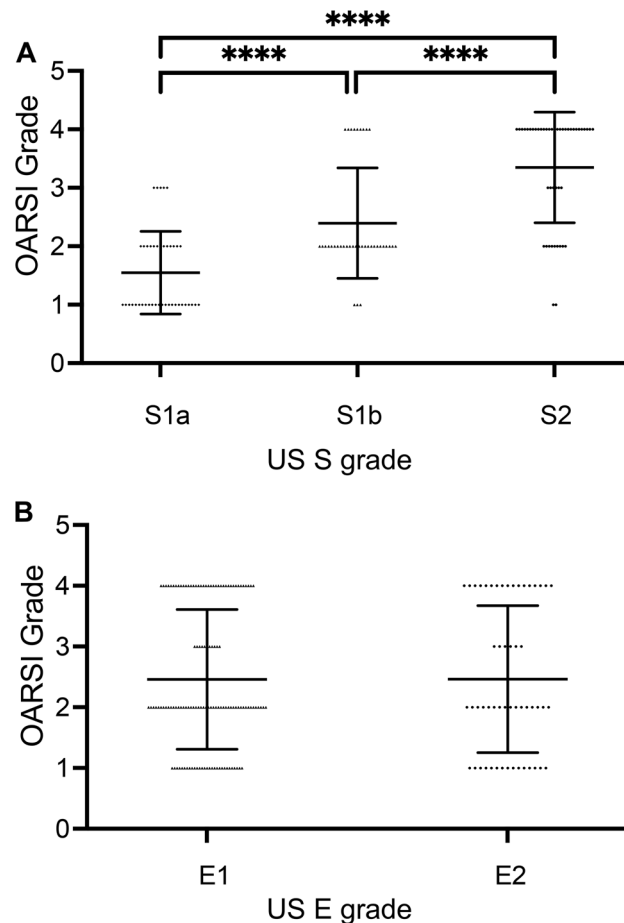 ****
A
**** ****
5
4
3
2
1
0
OARSI Grade
S1a S1b S2
US S grade
B
5
4
3
2
1
0
OARSI Grade
E1 E2
US E grade